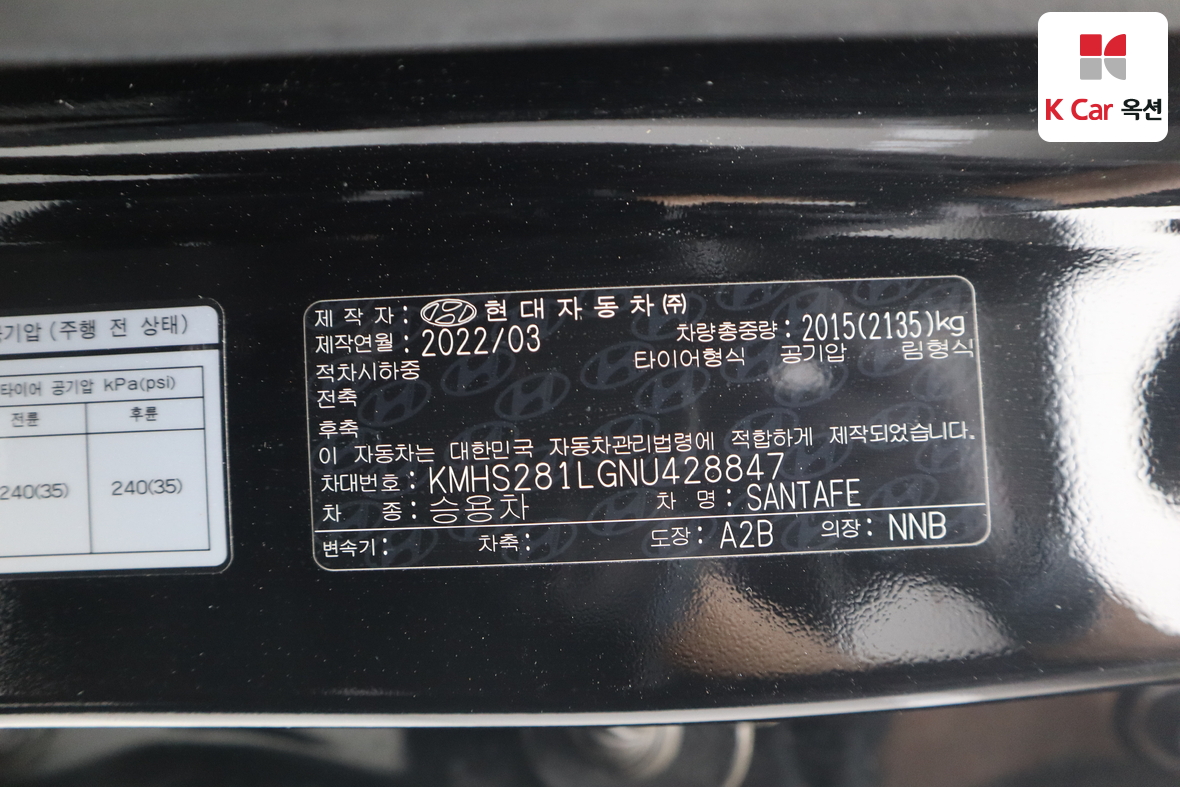 K Car 옥션
공기압 (주행 전 상태)
타이어 공기압 kPa(psi)
전륜 후륜
240(35) 240(35)
제 작 자 : 현 대 자 동 차 ㈜
제작연월 : 2022/03 차량총중량 : 2015(2135)kg
적차시하중 타이어형식 공기압 림형식
전축
후축
이 자동차는 대한민국 자동차관리법령에 적합하게 제작되었습니다.
차대번호 : KMHS281LGNU428847
차 종 : 승용차 차 명 : SANTAFE
변속기 : 차축 : 도장 : A2B 의장 : NNB